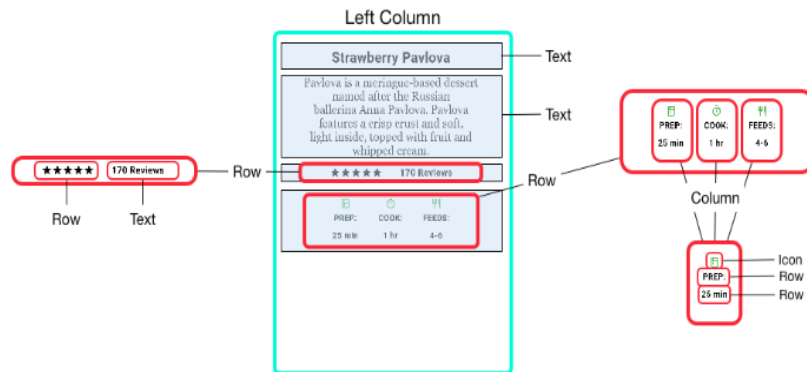 Left Column
Strawberry Pavlova
Text
Pavlova is a meringue-based dessert
named after the Russian
ballerina Anna Pavlova. Pavlova
features a crisp crust and soft,
light inside, topped with fruit and
whipped cream.
Text
★★★★★ 170 Reviews
Row
Text
Row
★★★★★ 170 Reviews
Row
PREP: COOK: FEEDS:
25 min 1 hr 4-6
PREP: COOK: FEEDS:
25 min 1 hr 4-6
Column
Icon
PREP:
Row
25 min
Row